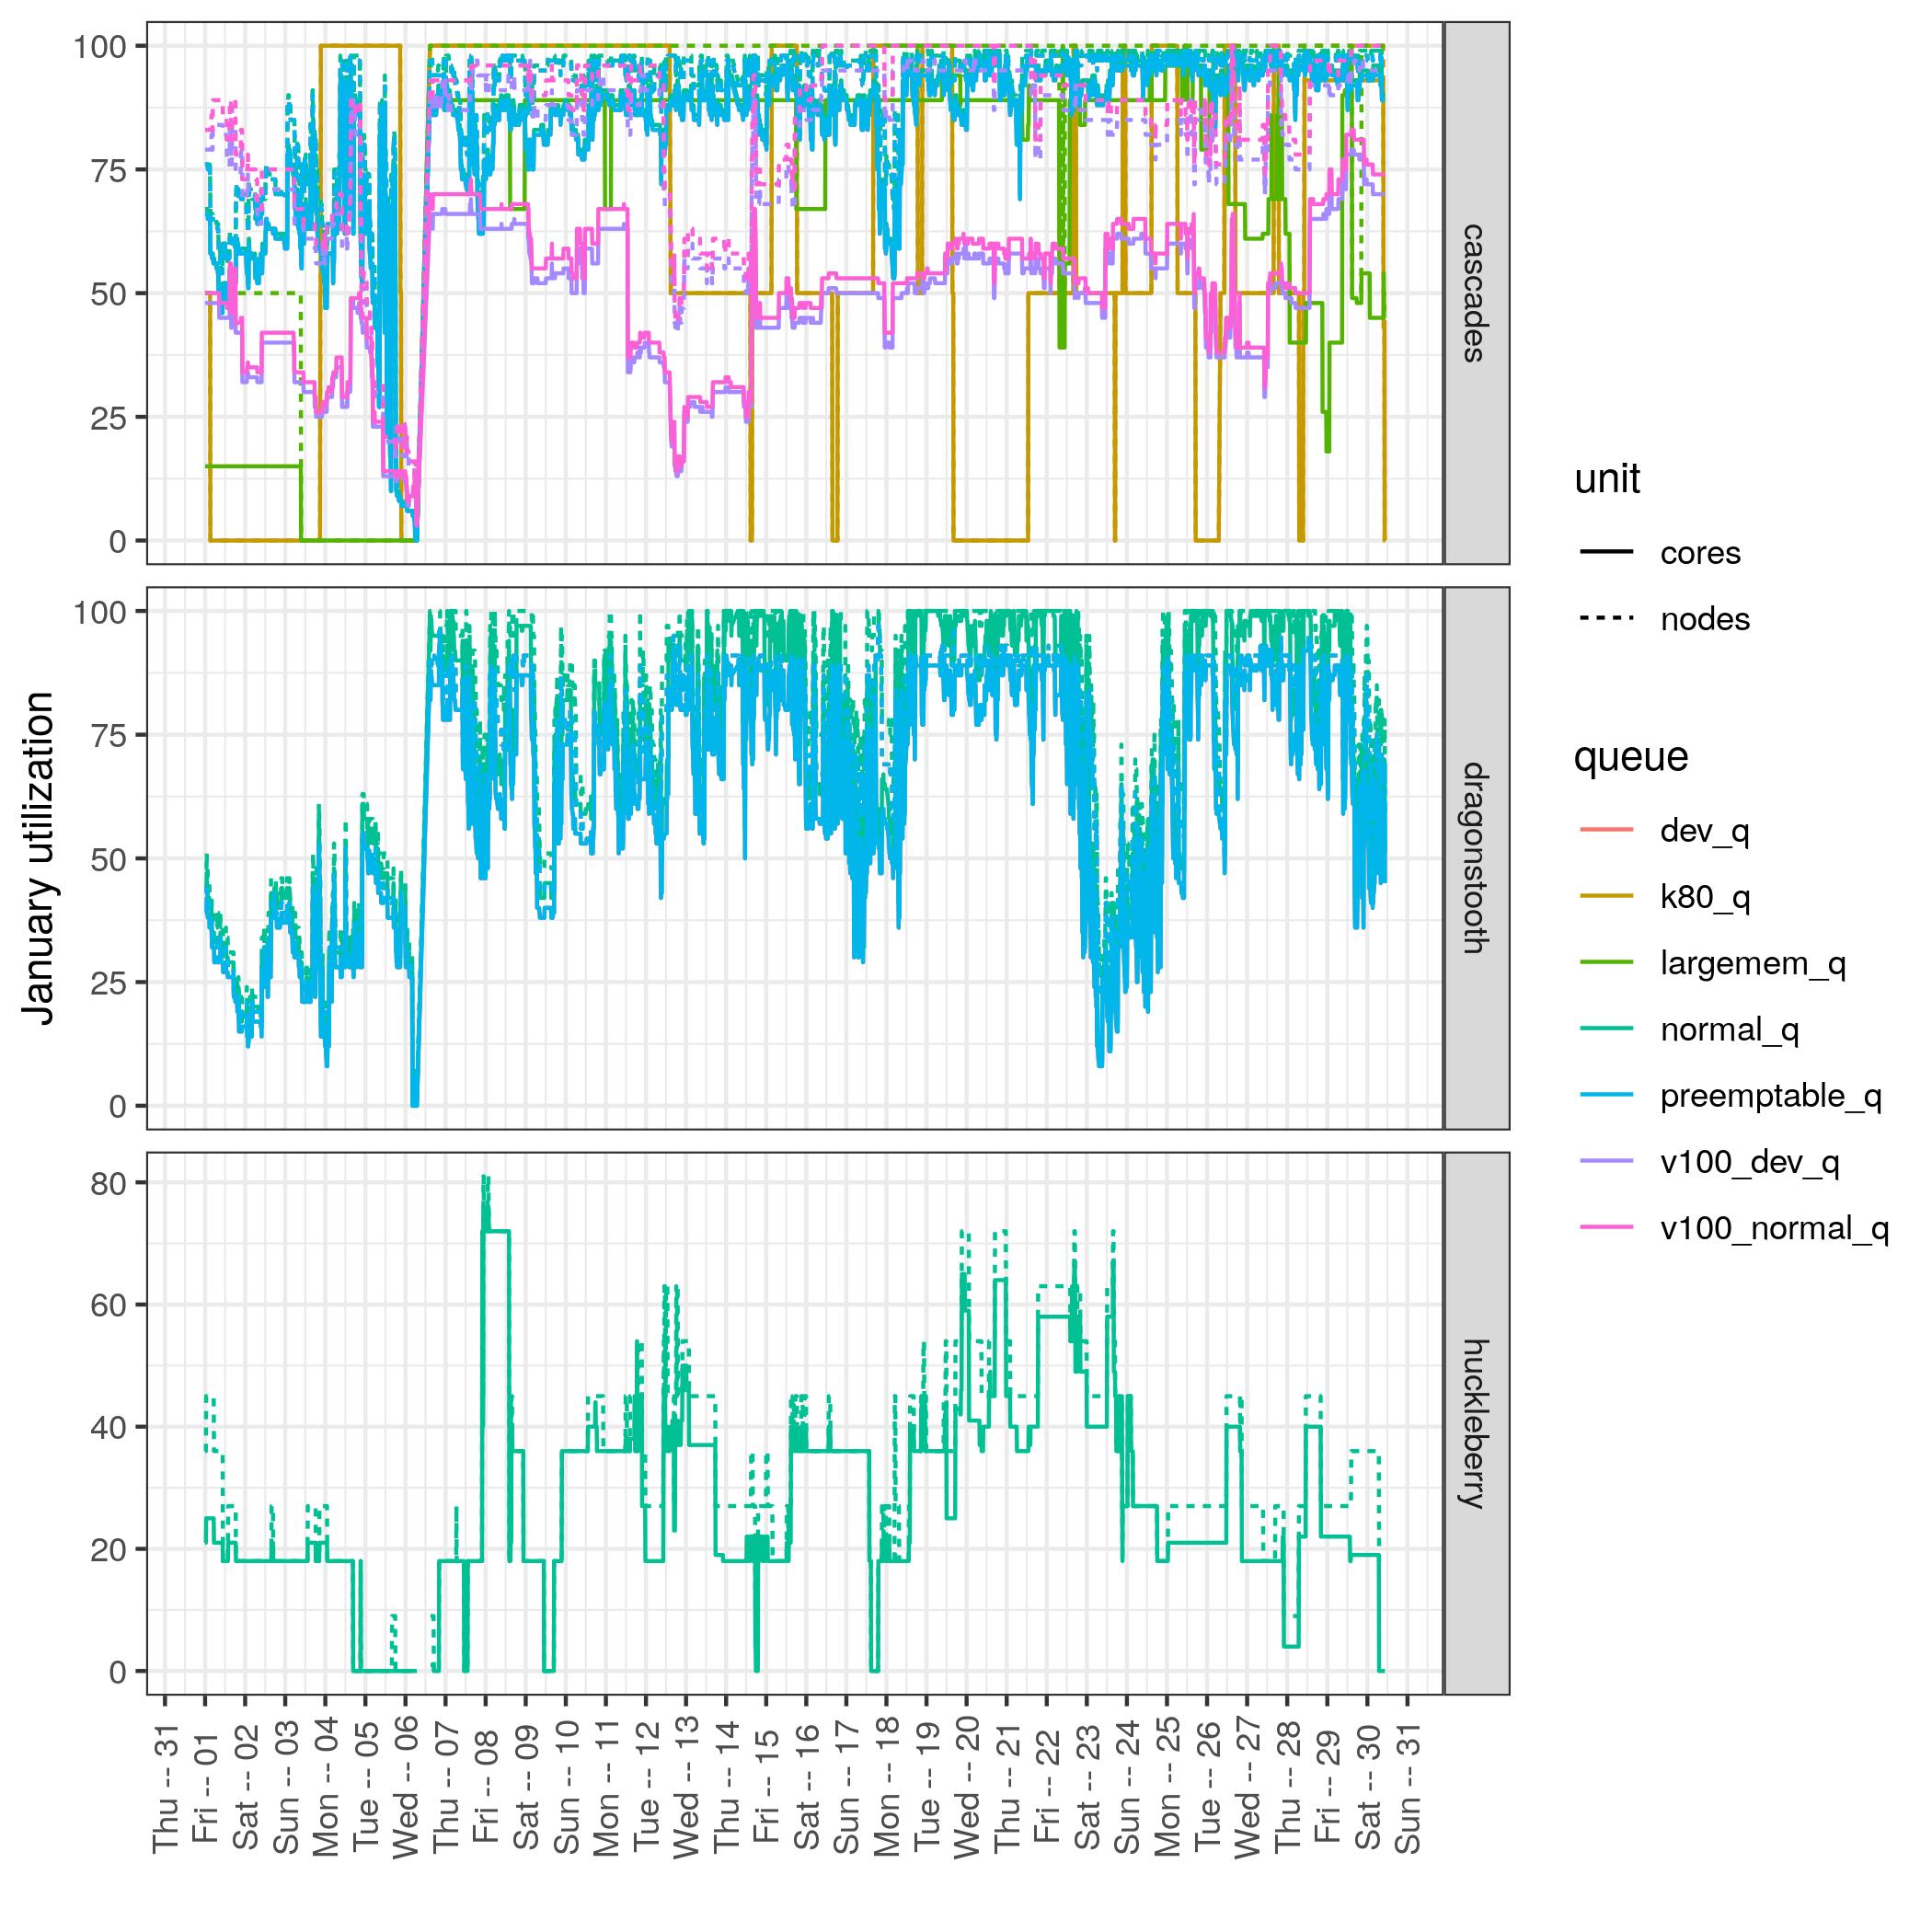 January utilization
100
75
50
25
0
cascades
100
75
50
25
0
dragonstooth
80
60
40
20
0
huckleberry
Thu -- 31
Fri -- 01
Sat -- 02
Sun -- 03
Mon -- 04
Tue -- 05
Wed -- 06
Thu -- 07
Fri -- 08
Sat -- 09
Sun -- 10
Mon -- 11
Tue -- 12
Wed -- 13
Thu -- 14
Fri -- 15
Sat -- 16
Sun -- 17
Mon -- 18
Tue -- 19
Wed -- 20
Thu -- 21
Fri -- 22
Sat -- 23
Sun -- 24
Mon -- 25
Tue -- 26
Wed -- 27
Thu -- 28
Fri -- 29
Sat -- 30
Sun -- 31
unit
cores
nodes
queue
dev_q
k80_q
largemem_q
normal_q
preemptable_q
v100_dev_q
v100_normal_q